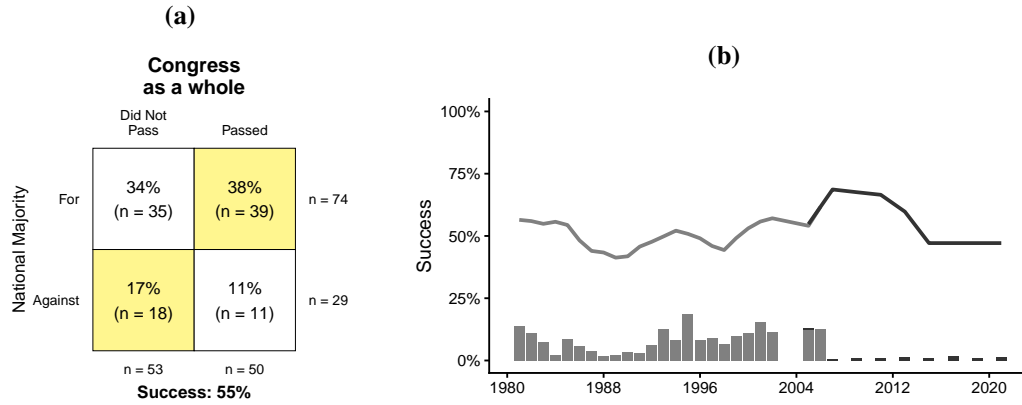 (a)
Congress
as a whole
Did Not
Pass
Passed
National Majority
For
34%
(n = 35)
38%
(n = 39)
n = 74
Against
17%
(n = 18)
11%
(n = 11)
n = 29
n = 53
n = 50
Success: 55%
(b)
Success
100%
75%
50%
25%
0%
1980
1988
1996
2004
2012
2020